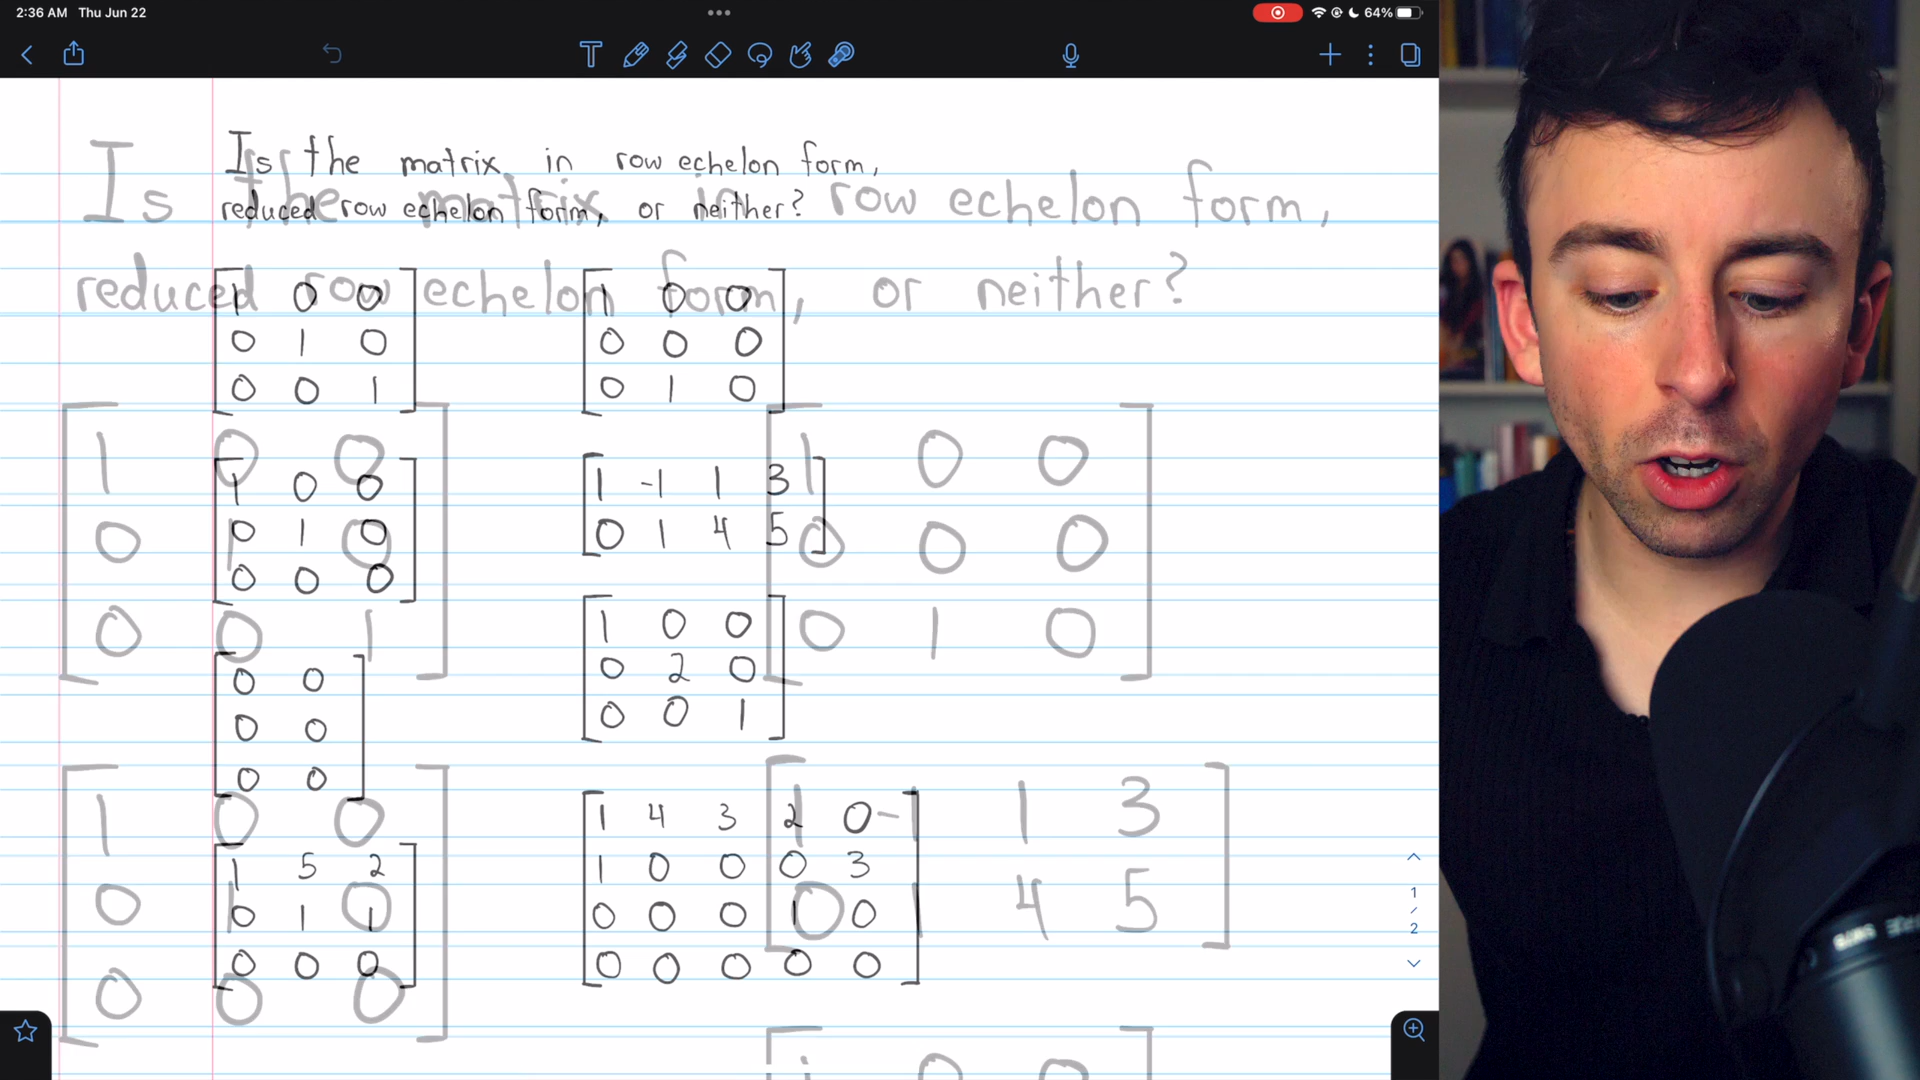 2:36 AM Thu Jun 22
64%
Is the matrix in row echelon form,
reduced row echelon form, or neither?
1 0 0
0 1 0
0 0 1
1 0 0
0 0 0
0 1 0
1 0 0
0 1 0
0 0 0
1 -1 1 3
0 1 4 5
0 0
0 0
0 0
1 0 0
0 2 0
0 0 1
1 5 2
0 1 1
0 0 0
1 4 3 2 0
1 0 0 0 3
0 0 0 1 0
0 0 0 0 0
Is the matrix in row echelon form,
reduced row echelon form, or neither?
1 0 0
0 1 0
0 0 1
1 0 0
0 0 0
0 1 0
1 0 0
0 1 0
0 0 0
1 -1 1 3
0 1 4 5
1
/
2